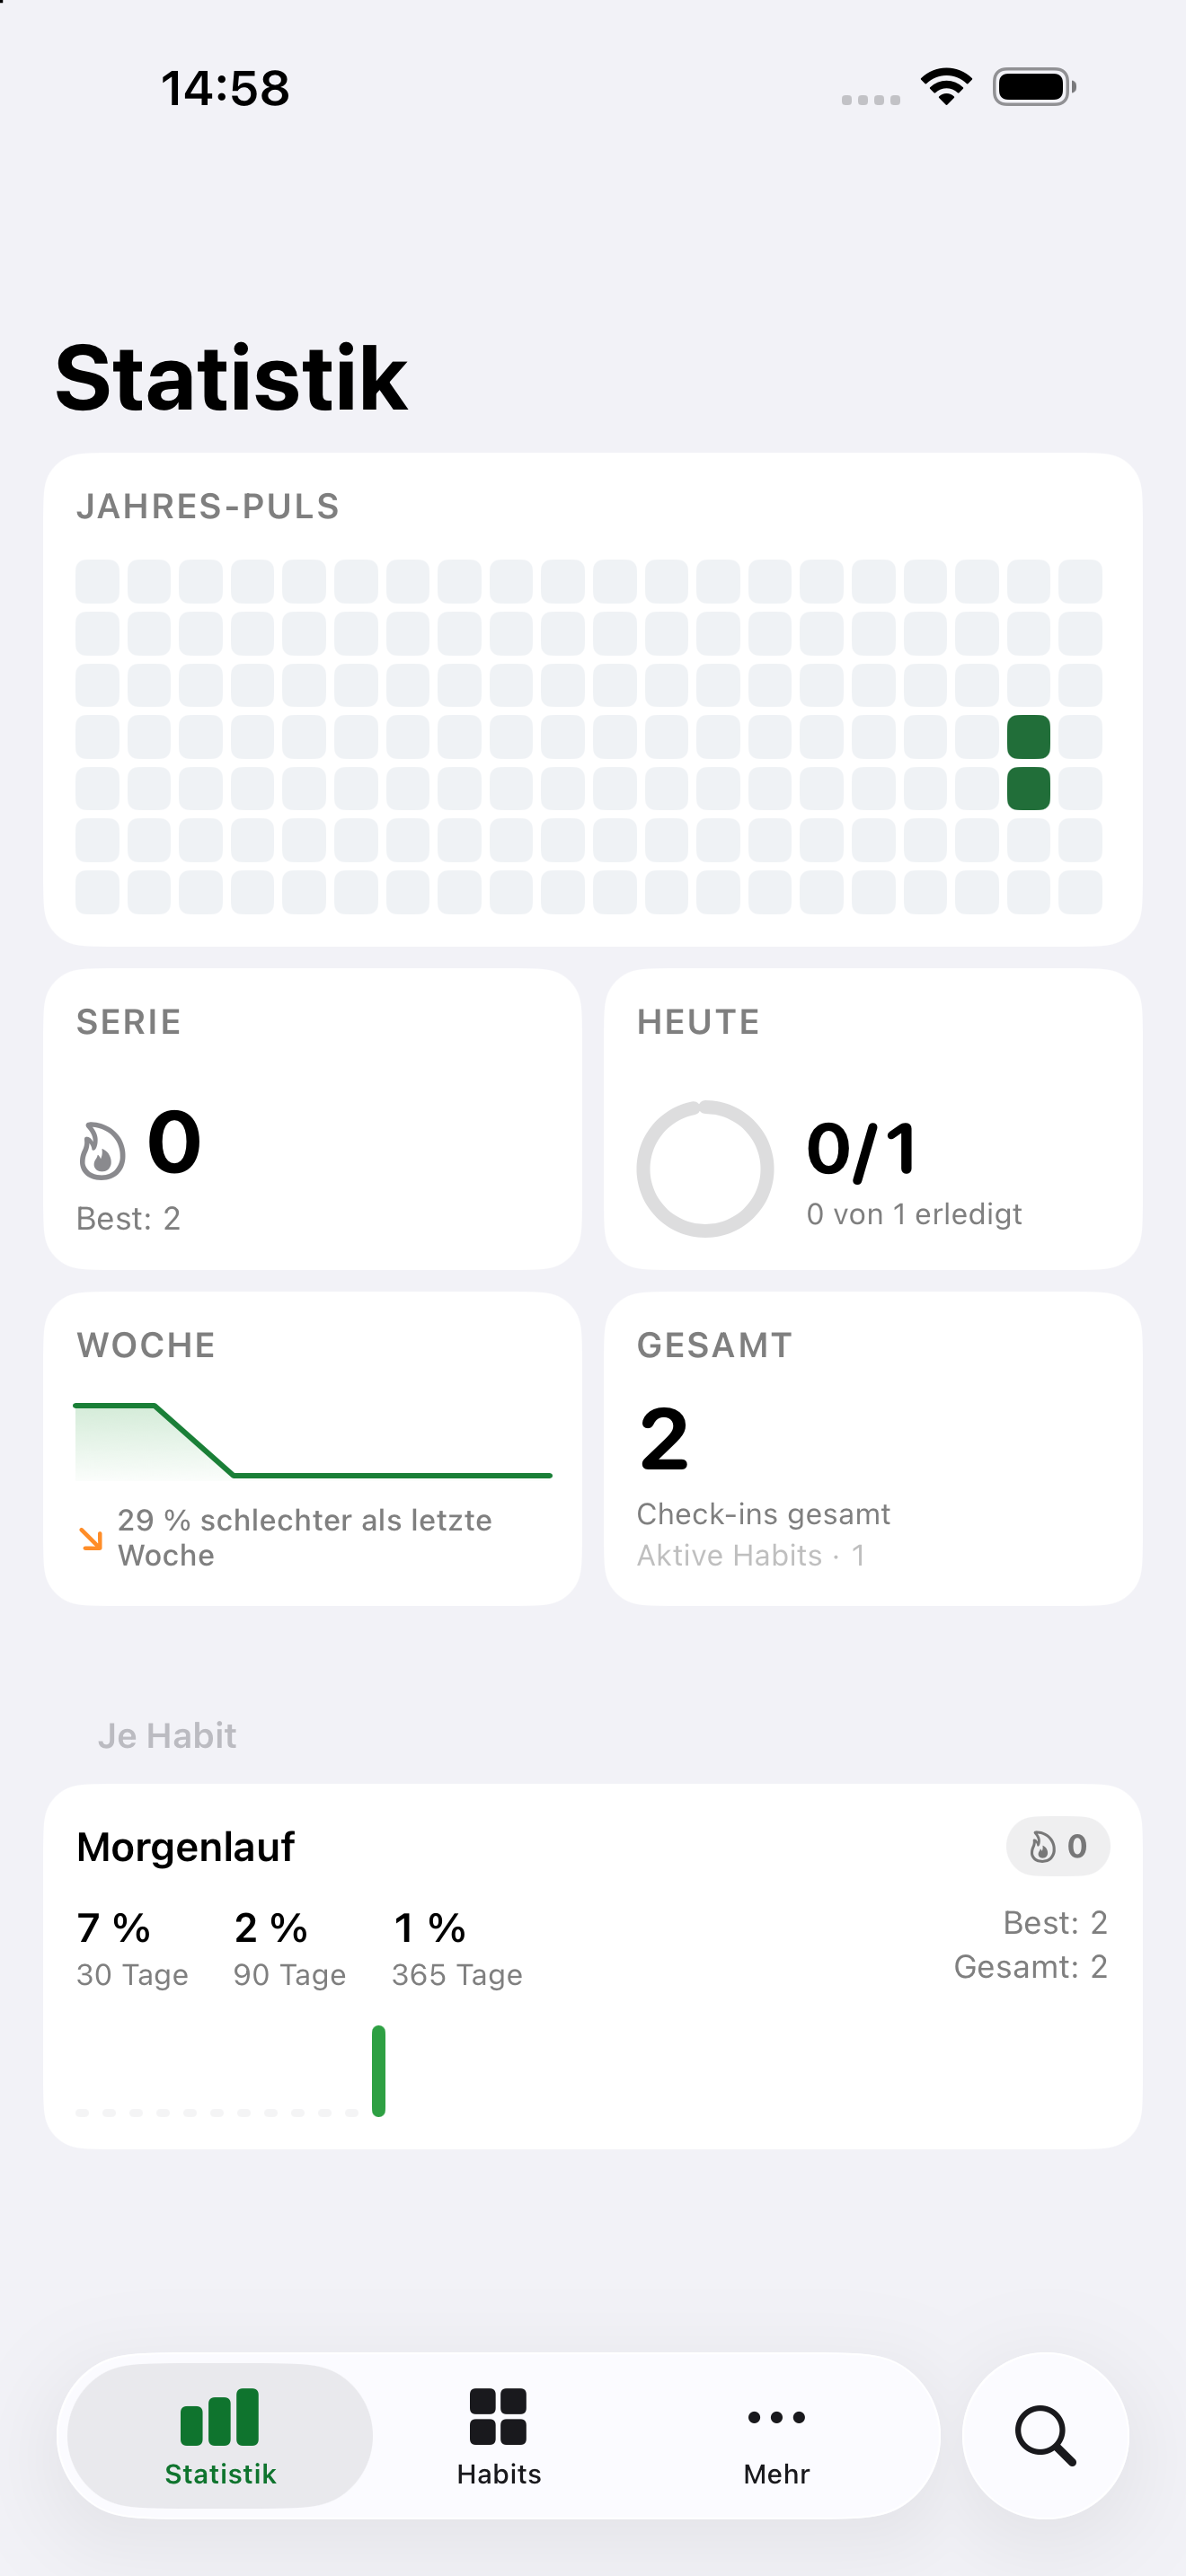 14:58
Statistik
JAHRES-PULS
SERIE
0
Best: 2
HEUTE
0/1
0 von 1 erledigt
WOCHE
29 % schlechter als letzte
Woche
GESAMT
2
Check-ins gesamt
Aktive Habits · 1
Je Habit
Morgenlauf
0
7 %
30 Tage
2 %
90 Tage
1 %
365 Tage
Best: 2
Gesamt: 2
Statistik
Habits
Mehr